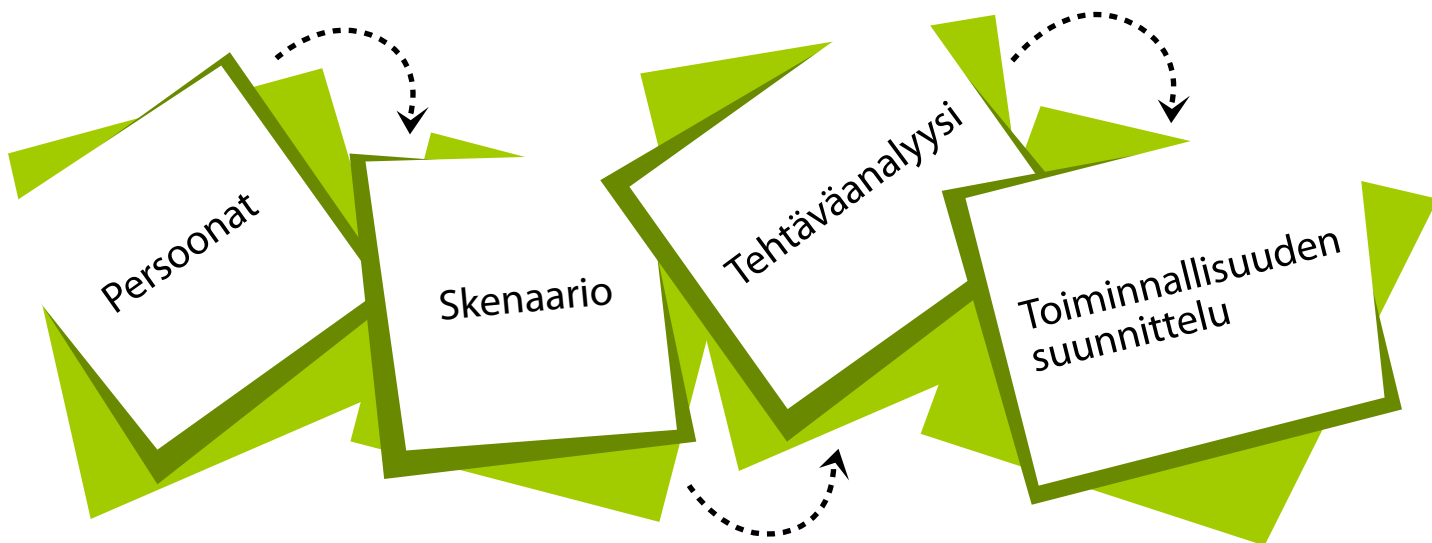 Persoonat
Skenaario
Tehtäväanalyysi
Toiminnallisuuden
suunnittelu